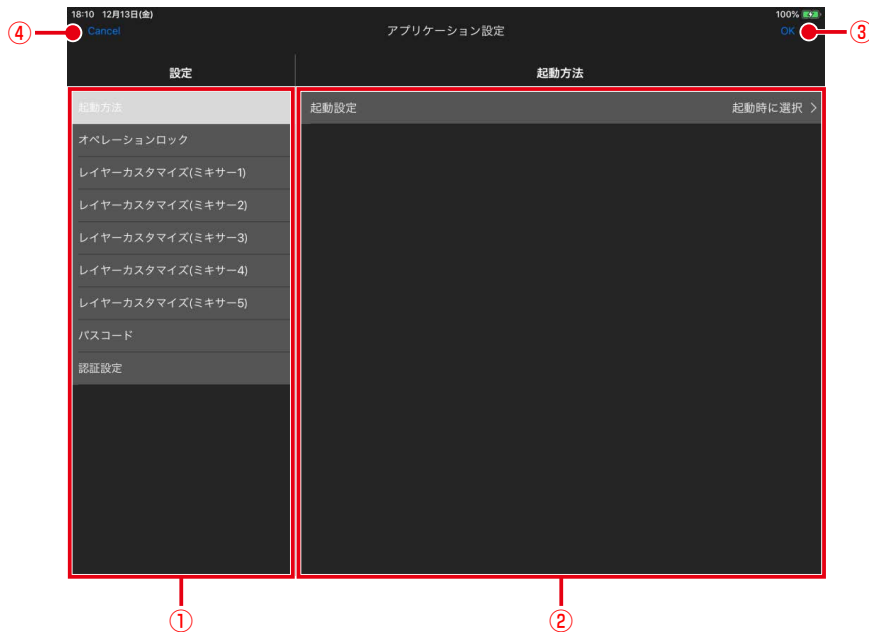 18:10 12月13日(金)
100%
④
Cancel
アプリケーション設定
OK
③
設定
起動方法
起動方法
起動設定
起動時に選択
オペレーションロック
レイヤーカスタマイズ(ミキサー1)
レイヤーカスタマイズ(ミキサー2)
レイヤーカスタマイズ(ミキサー3)
レイヤーカスタマイズ(ミキサー4)
レイヤーカスタマイズ(ミキサー5)
パスコード
認証設定
①
②